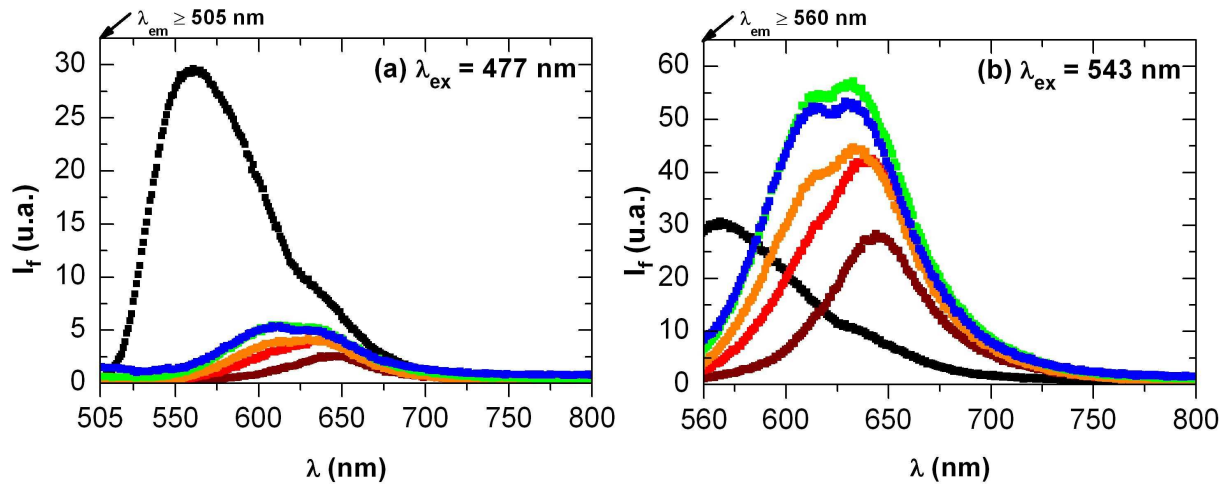 λem ≥ 505 nm
(a) λex = 477 nm
If (u.a.)
30
25
20
15
10
5
0
505 550 600 650 700 750 800
λ (nm)
λem ≥ 560 nm
(b) λex = 543 nm
If (u.a.)
60
50
40
30
20
10
0
560 600 650 700 750 800
λ (nm)